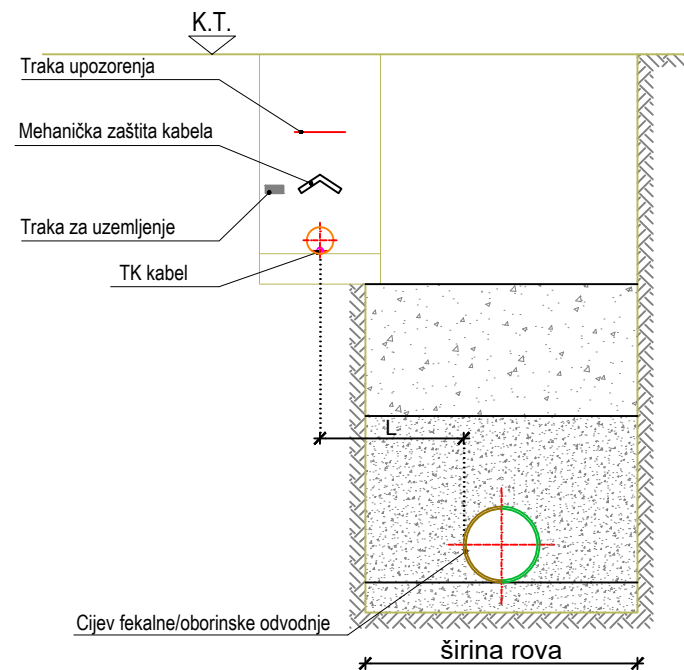 K.T.
Traka upozorenja
Mehanička zaštita kabela
Traka za uzemljenje
TK kabel
L
Cijev fekalne/oborinske odvodnje
širina rova